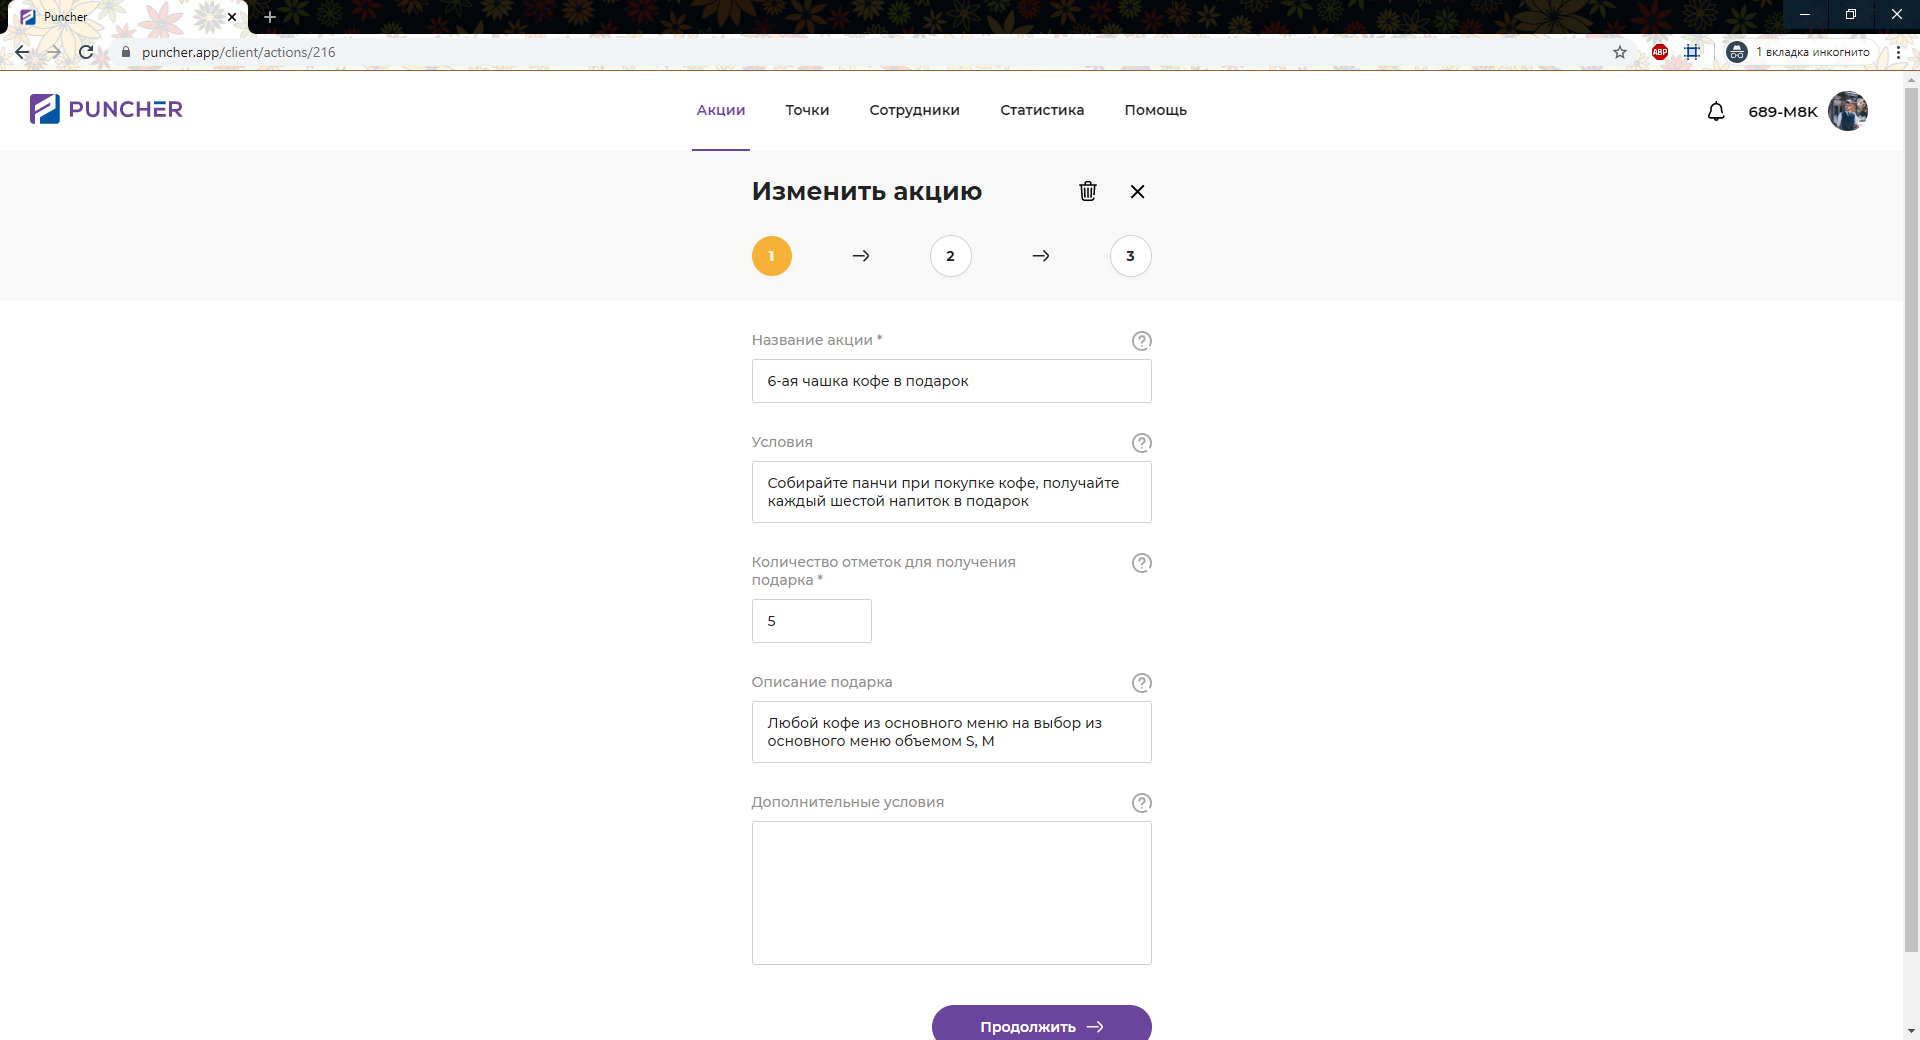 Puncher
puncher.app/client/actions/216
ABP
1 вкладка инкогнито
PUNCHER
Акции
Точки
Сотрудники
Статистика
Помощь
689-M8K
Изменить акцию
1
2
3
Название акции *
6-ая чашка кофе в подарок
Условия
Собирайте панчи при покупке кофе, получайте
каждый шестой напиток в подарок
Количество отметок для получения
подарка *
5
Описание подарка
Любой кофе из основного меню на выбор из
основного меню объемом S, M
Дополнительные условия
Продолжить